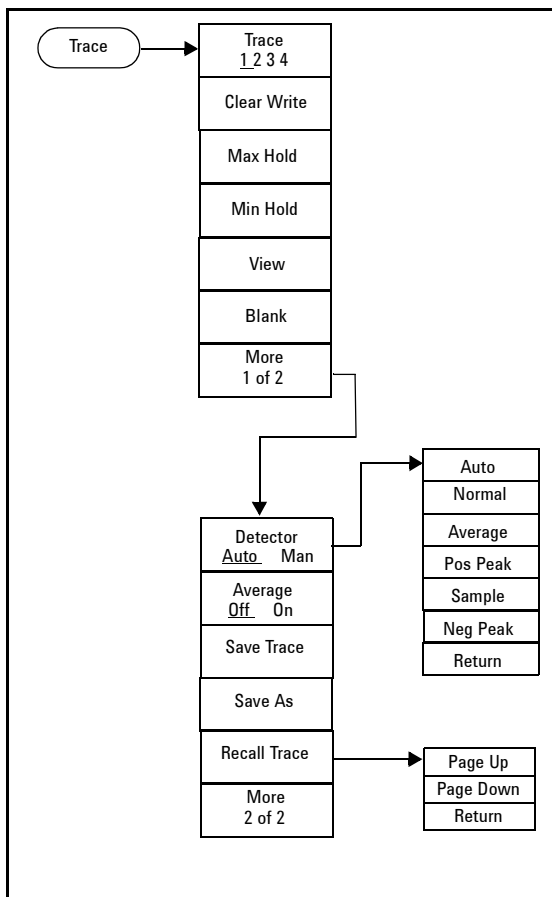 Trace
Trace
1 2 3 4
Clear Write
Max Hold
Min Hold
View
Blank
More
1 of 2
Detector
Auto Man
Average
Off On
Save Trace
Save As
Recall Trace
More
2 of 2
Auto
Normal
Average
Pos Peak
Sample
Neg Peak
Return
Page Up
Page Down
Return